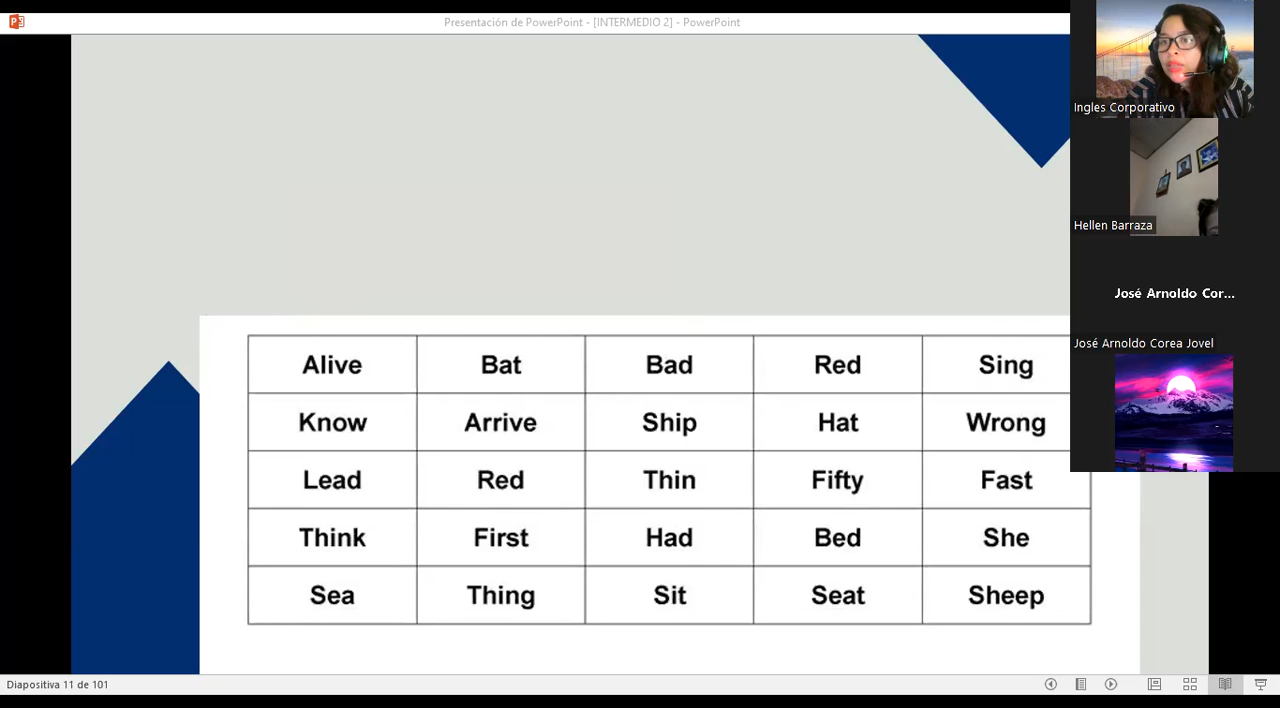 Presentación de PowerPoint - [INTERMEDIO 2] - PowerPoint
Ingles Corporativo
Hellen Barraza
José Arnoldo Cor...
José Arnoldo Corea Jovel
Alive Bat Bad Red Sing
Know Arrive Ship Hat Wrong
Lead Red Thin Fifty Fast
Think First Had Bed She
Sea Thing Sit Seat Sheep
Diapositiva 11 de 101